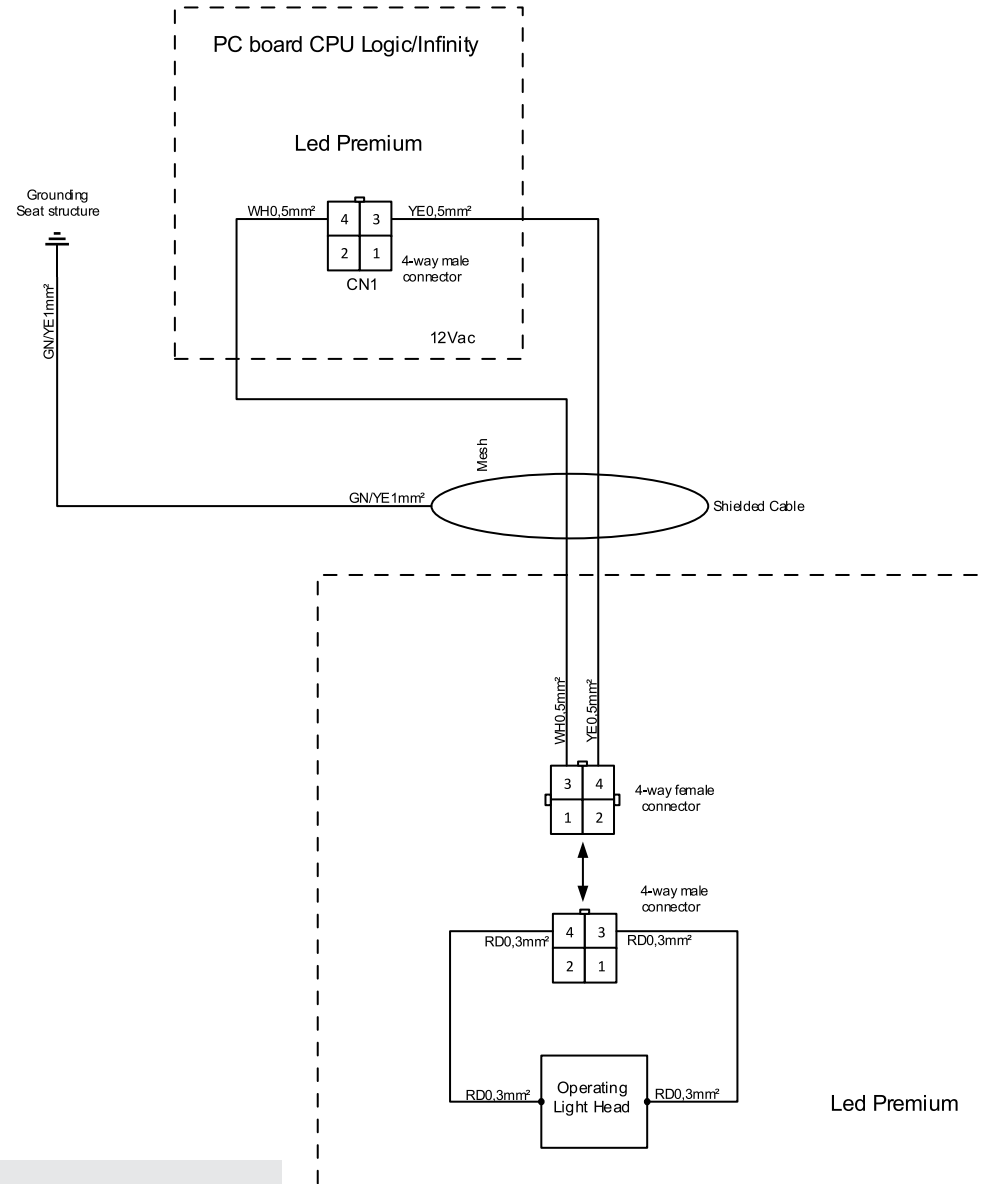 PC board CPU Logic/Infinity
Led Premium
Grounding
Seat structure
WH0,5mm²
4
3
YE0,5mm²
2
1
4-way male
connector
CN1
GN/YE1mm²
12Vac
Mesh
GN/YE1mm²
Shielded Cable
WH0,5mm²
YE0,5mm²
3
4
4-way female
connector
1
2
4-way male
connector
RD0,3mm²
4
3
RD0,3mm²
2
1
Operating
Light Head
RD0,3mm²
RD0,3mm²
Led Premium